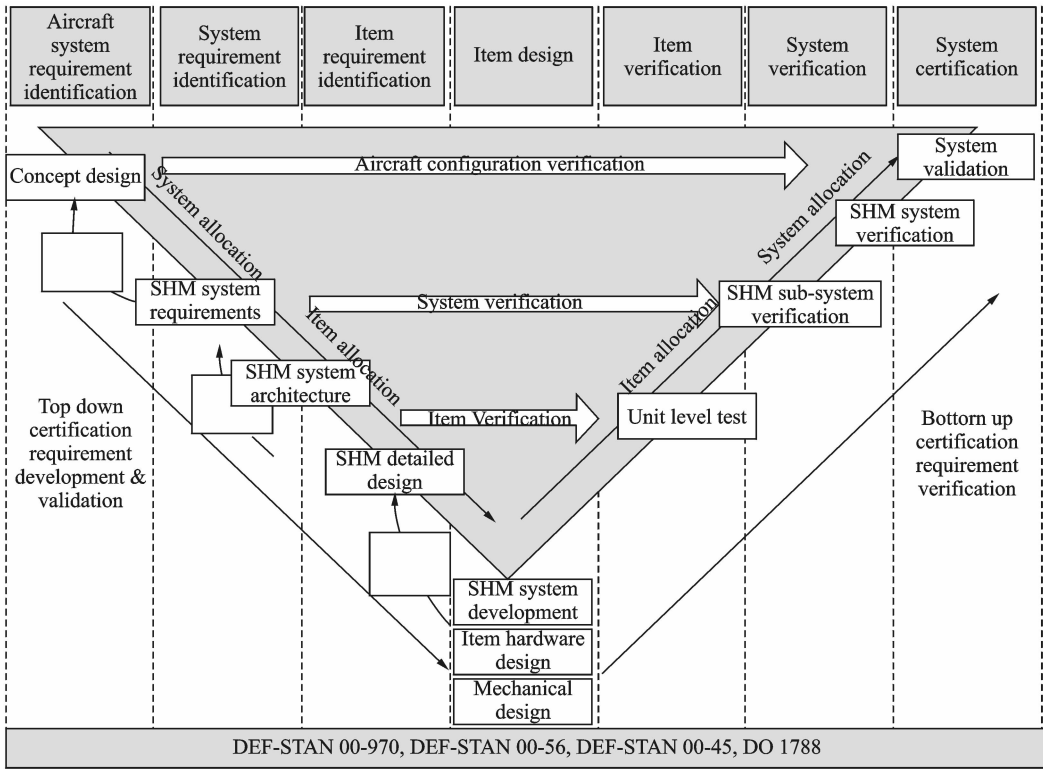 Aircraft
system
requirement
identification
System
requirement
identification
Item
requirement
identification
Item design
Item
verification
System
verification
System
certification
Concept design
System allocation
Aircraft configuration verification
System allocation
System
validation
SHM system
verification
SHM system
requirements
Item allocation
System verification
Item allocation
SHM sub-system
verification
SHM system
architecture
Item Verification
Unit level test
Top down
certification
requirement
development &
validation
SHM detailed
design
Bottorn up
certification
requirement
verification
SHM system
development
Item hardware
design
Mechanical
design
DEF-STAN 00-970, DEF-STAN 00-56, DEF-STAN 00-45, DO 1788